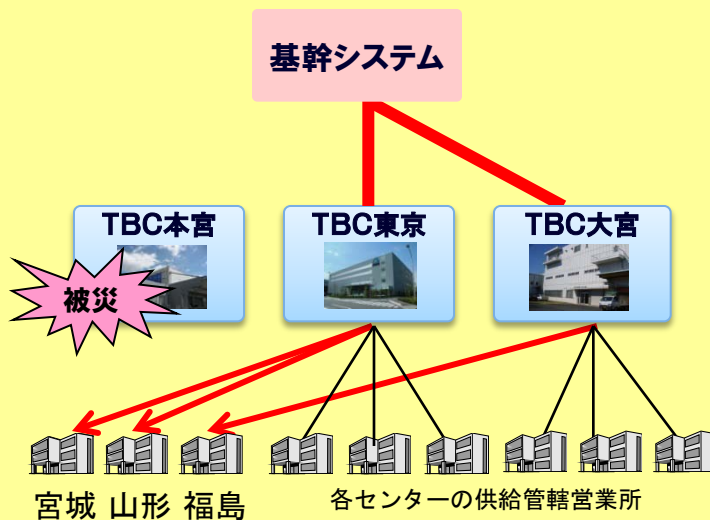 基幹システム
TBC本宮
TBC東京
TBC大宮
被災
宮城 山形 福島
各センターの供給管轄営業所